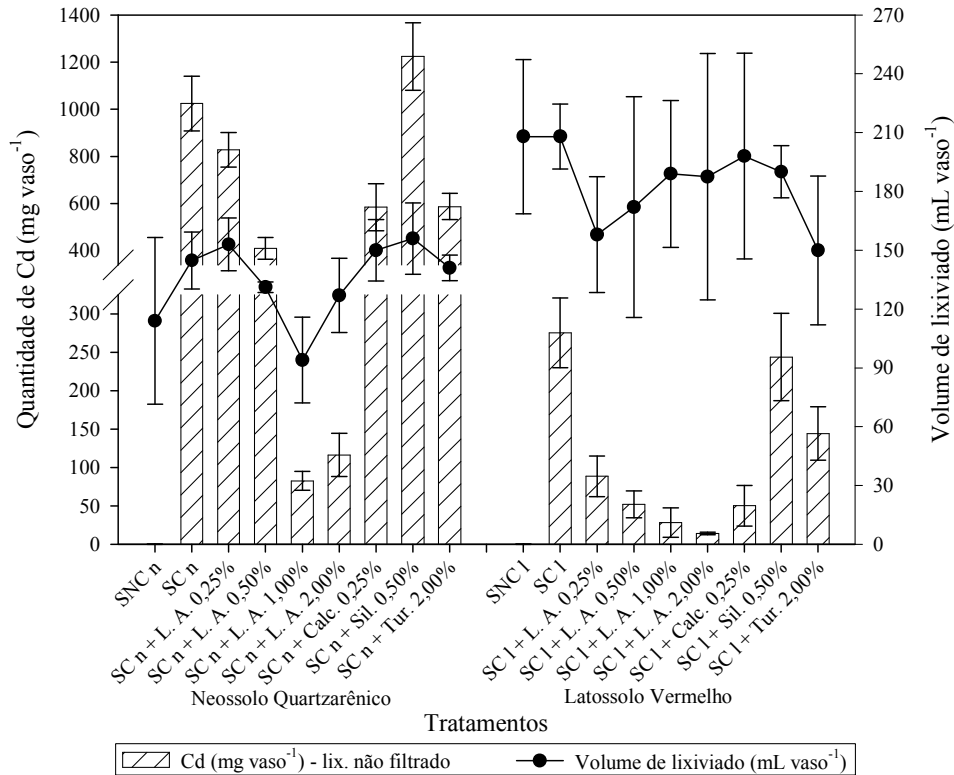 Quantidade de Cd (mg vaso⁻¹)
1400
1200
1000
800
600
400
300
250
200
150
100
50
0
270
240
210
180
150
120
90
60
30
0
Volume de lixiviado (mL vaso⁻¹)
SNC n
SC n
SC n + L. A. 0,25%
SC n + L. A. 0,50%
SC n + L. A. 1,00%
SC n + L. A. 2,00%
SC n + Calc. 0,25%
SC n + Sil. 0,50%
SC n + Tur. 2,00%
SNC l
SC l
SC l + L. A. 0,25%
SC l + L. A. 0,50%
SC l + L. A. 1,00%
SC l + L. A. 2,00%
SC l + Calc. 0,25%
SC l + Sil. 0,50%
SC l + Tur. 2,00%
Neossolo Quartzarênico
Latossolo Vermelho
Tratamentos
Cd (mg vaso⁻¹) - lix. não filtrado
Volume de lixiviado (mL vaso⁻¹)